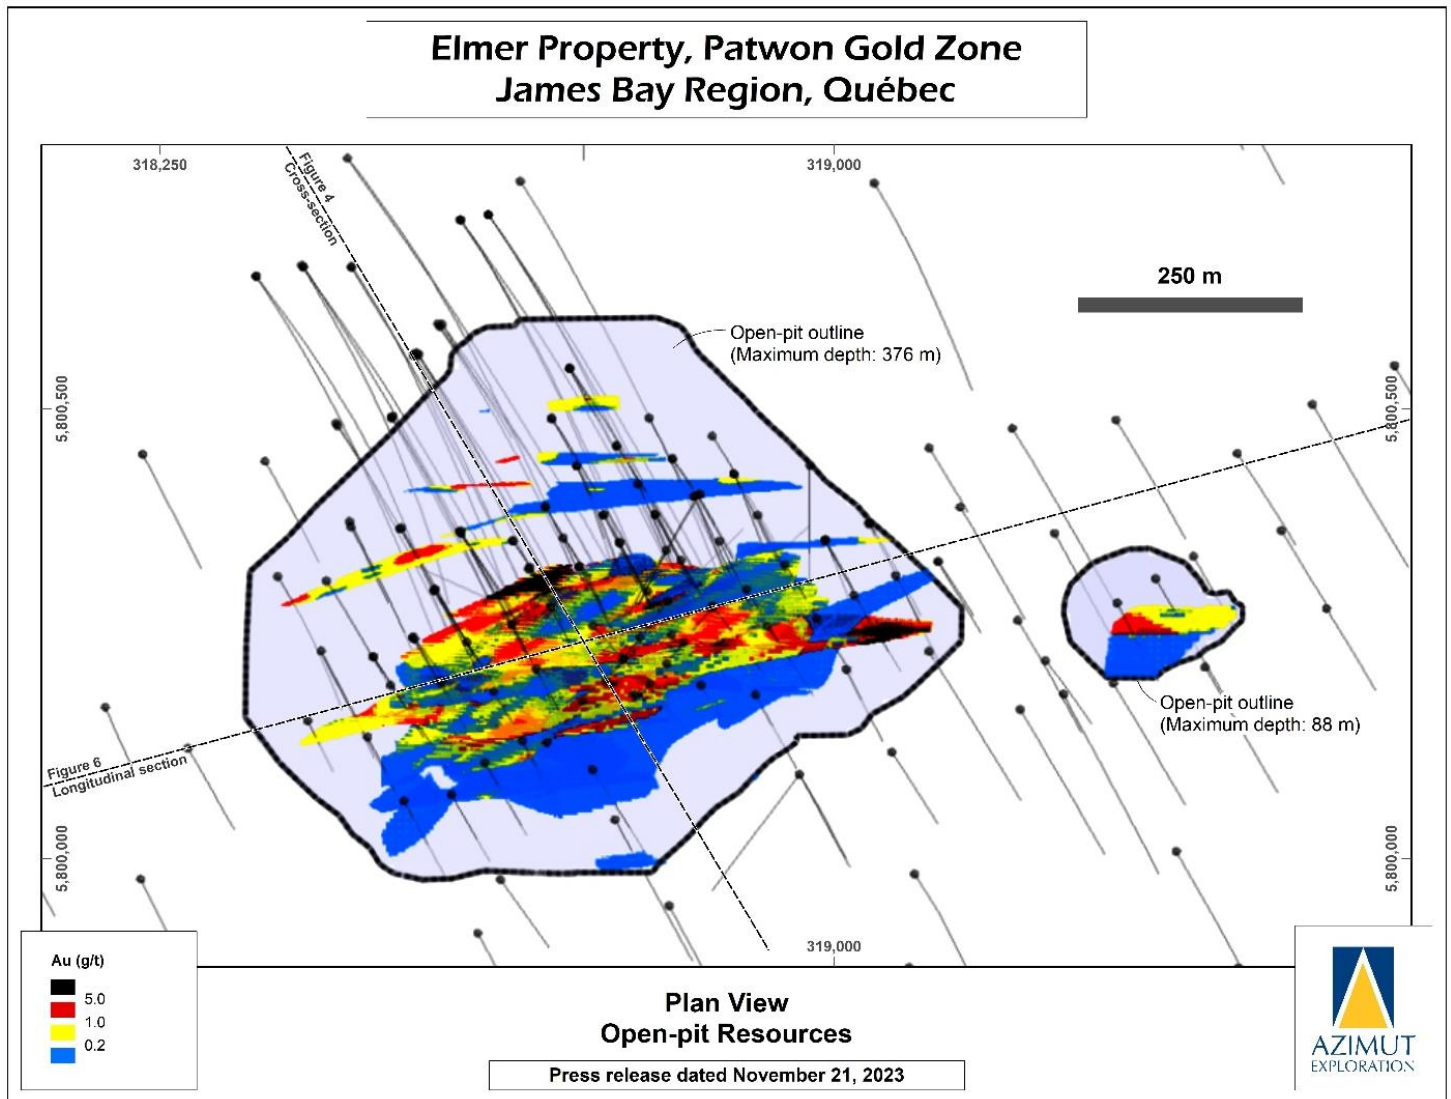 Elmer Property, Patwon Gold Zone
James Bay Region, Québec
318,250
319,000
Figure 4
Cross-section
250 m
Open-pit outline
(Maximum depth: 376 m)
5,800,500
5,800,500
Open-pit outline
(Maximum depth: 88 m)
Figure 6
Longitudinal section
5,800,000
5,800,000
319,000
Au (g/t)
5.0
1.0
0.2
Plan View
Open-pit Resources
Press release dated November 21, 2023
AZIMUT
EXPLORATION